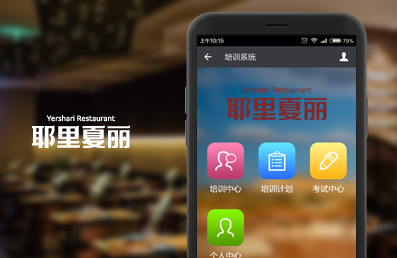 Yershari Restaurant
耶里夏丽
上午10:15
79%
培训系统
Yershari Restaurant
耶里夏丽
培训中心
培训计划
考试中心
个人中心